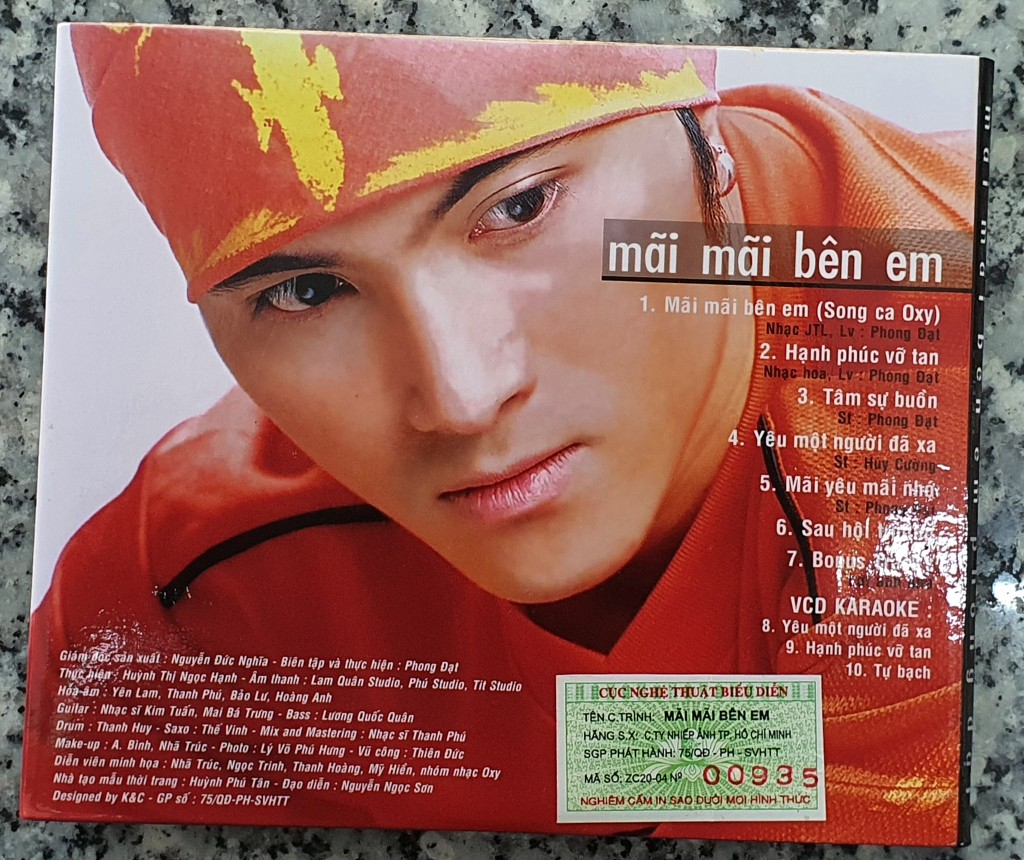 mãi mãi bên em
1. Mãi mãi bên em (Song ca Oxy)
Nhạc JTL, Lv : Phong Đạt
2. Hạnh phúc vỡ tan
Nhạc hoa, Lv : Phong Đạt
3. Tâm sự buồn
St : Phong Đạt
4. Yêu một người đã xa
St : Huy Cường
5. Mãi yêu mãi nhớ
St : Phong Đạt
6. Sau hội
7. Bonus
VCD KARAOKE :
8. Yêu một người đã xa
9. Hạnh phúc vỡ tan
10. Tự bạch
Giám đốc sản xuất : Nguyễn Đức Nghĩa - Biên tập và thực hiện : Phong Đạt
Thực hiện : Huỳnh Thị Ngọc Hạnh - Âm thanh : Lam Quân Studio, Phú Studio, Tít Studio
Hòa âm : Yên Lam, Thanh Phú, Bảo Lư, Hoàng Anh
Guitar : Nhạc sĩ Kim Tuấn, Mai Bá Trưng - Bass : Lương Quốc Quân
Drum : Thanh Huy - Saxo : Thế Vinh - Mix and Mastering : Nhạc sĩ Thanh Phú
Make-up : A. Bình, Nhã Trúc - Photo : Lý Võ Phú Hưng - Vũ công : Thiên Đức
Diễn viên minh họa : Nhã Trúc, Ngọc Trinh, Thanh Hoàng, Mỹ Hiền, nhóm nhạc Oxy
Nhà tạo mẫu thời trang : Huỳnh Phú Tân - Đạo diễn : Nguyễn Ngọc Sơn
Designed by K&C - GP số : 75/QĐ-PH-SVHTT
CỤC NGHỆ THUẬT BIỂU DIỄN
TÊN C.TRÌNH: MÃI MÃI BÊN EM
HÃNG S.X: C.TY NHIẾP ẢNH TP. HỒ CHÍ MINH
SGP PHÁT HÀNH: 75/QĐ - PH - SVHTT
MÃ SỐ: ZC20-04 Nº 00935
NGHIÊM CẤM IN SAO DƯỚI MỌI HÌNH THỨC